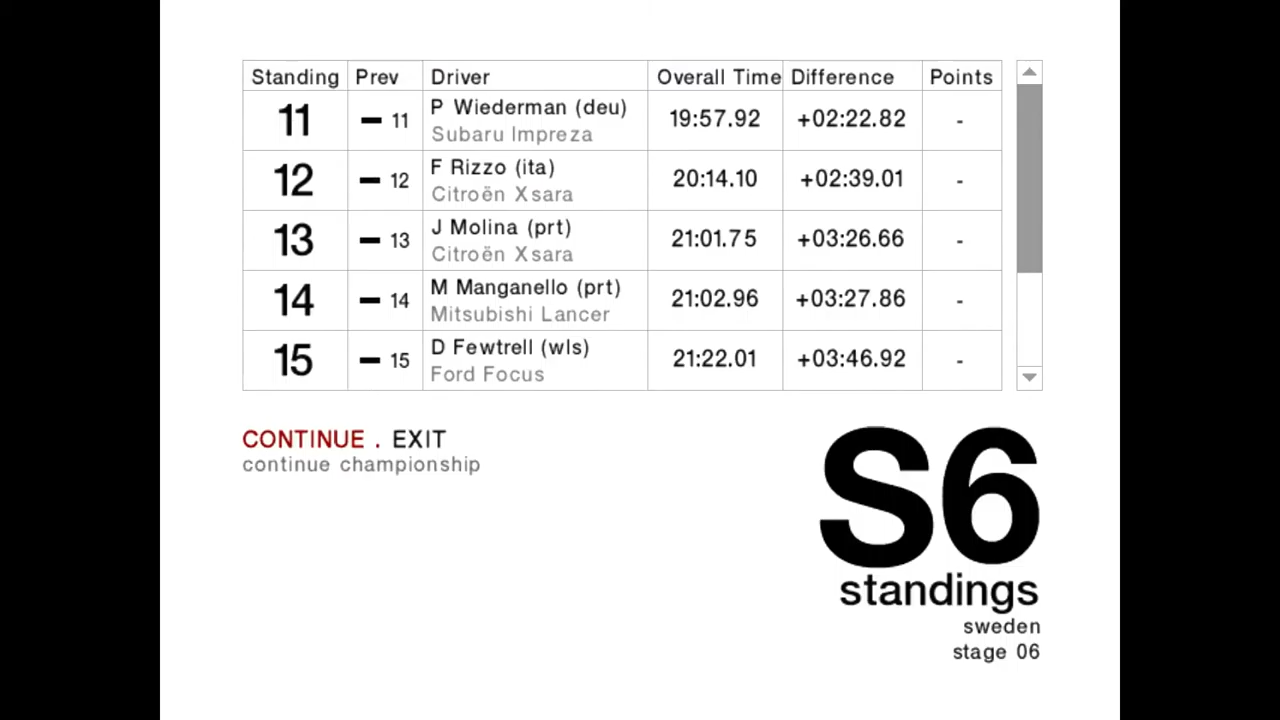 Standing Prev Driver Overall Time Difference Points
11 – 11 P Wiederman (deu) 19:57.92 +02:22.82 -
Subaru Impreza
12 – 12 F Rizzo (ita) 20:14.10 +02:39.01 -
Citroën Xsara
13 – 13 J Molina (prt) 21:01.75 +03:26.66 -
Citroën Xsara
14 – 14 M Manganello (prt) 21:02.96 +03:27.86 -
Mitsubishi Lancer
15 – 15 D Fewtrell (wls) 21:22.01 +03:46.92 -
Ford Focus
CONTINUE . EXIT
continue championship
S6
standings
sweden
stage 06